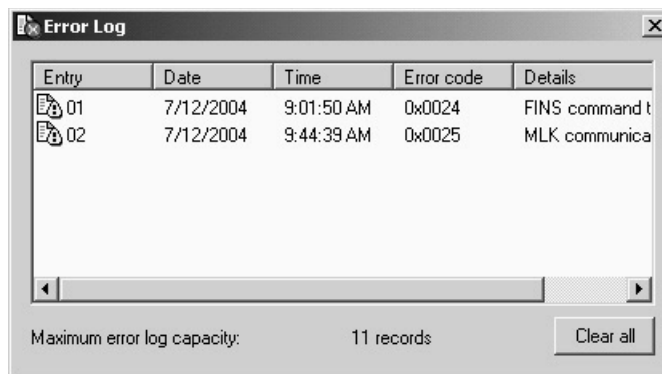 Error Log
Entry Date Time Error code Details
01 7/12/2004 9:01:50 AM 0x0024 FINS command t
02 7/12/2004 9:44:39 AM 0x0025 MLK communica
Maximum error log capacity: 11 records Clear all